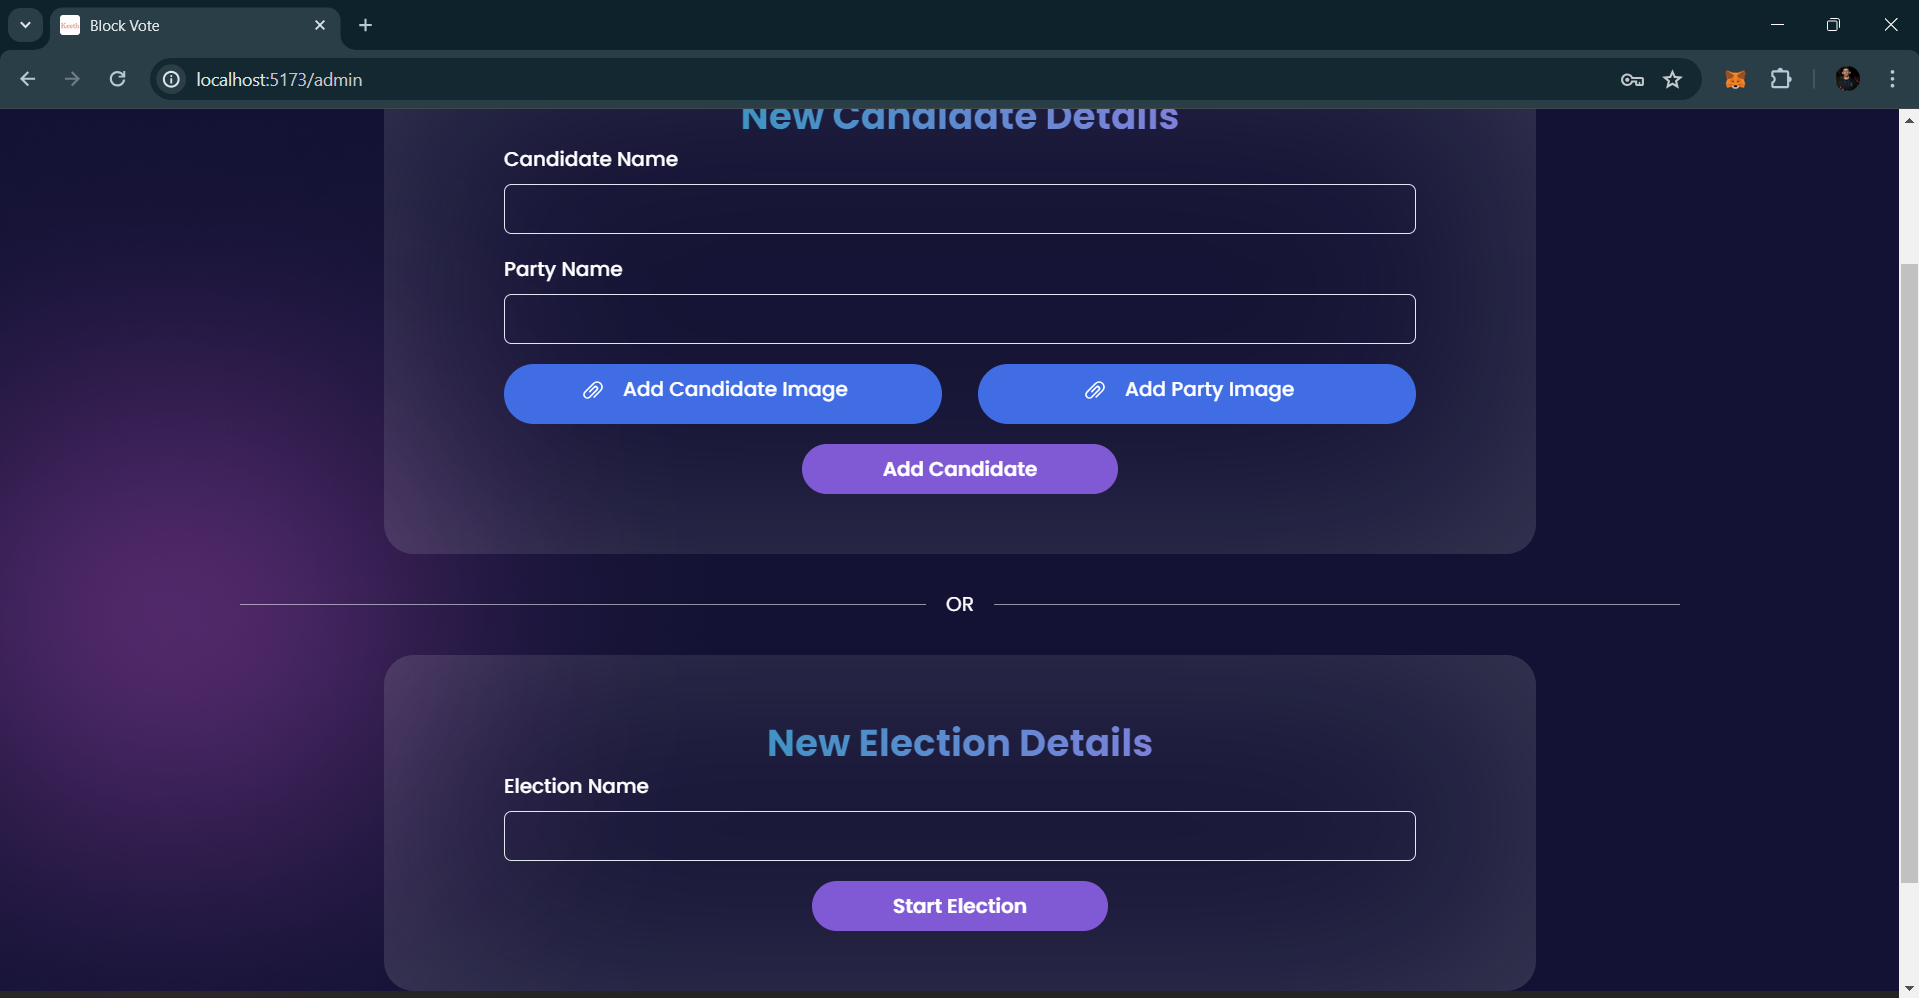 Block Vote
localhost:5173/admin
New Candidate Details
Candidate Name
Party Name
Add Candidate Image
Add Party Image
Add Candidate
OR
New Election Details
Election Name
Start Election